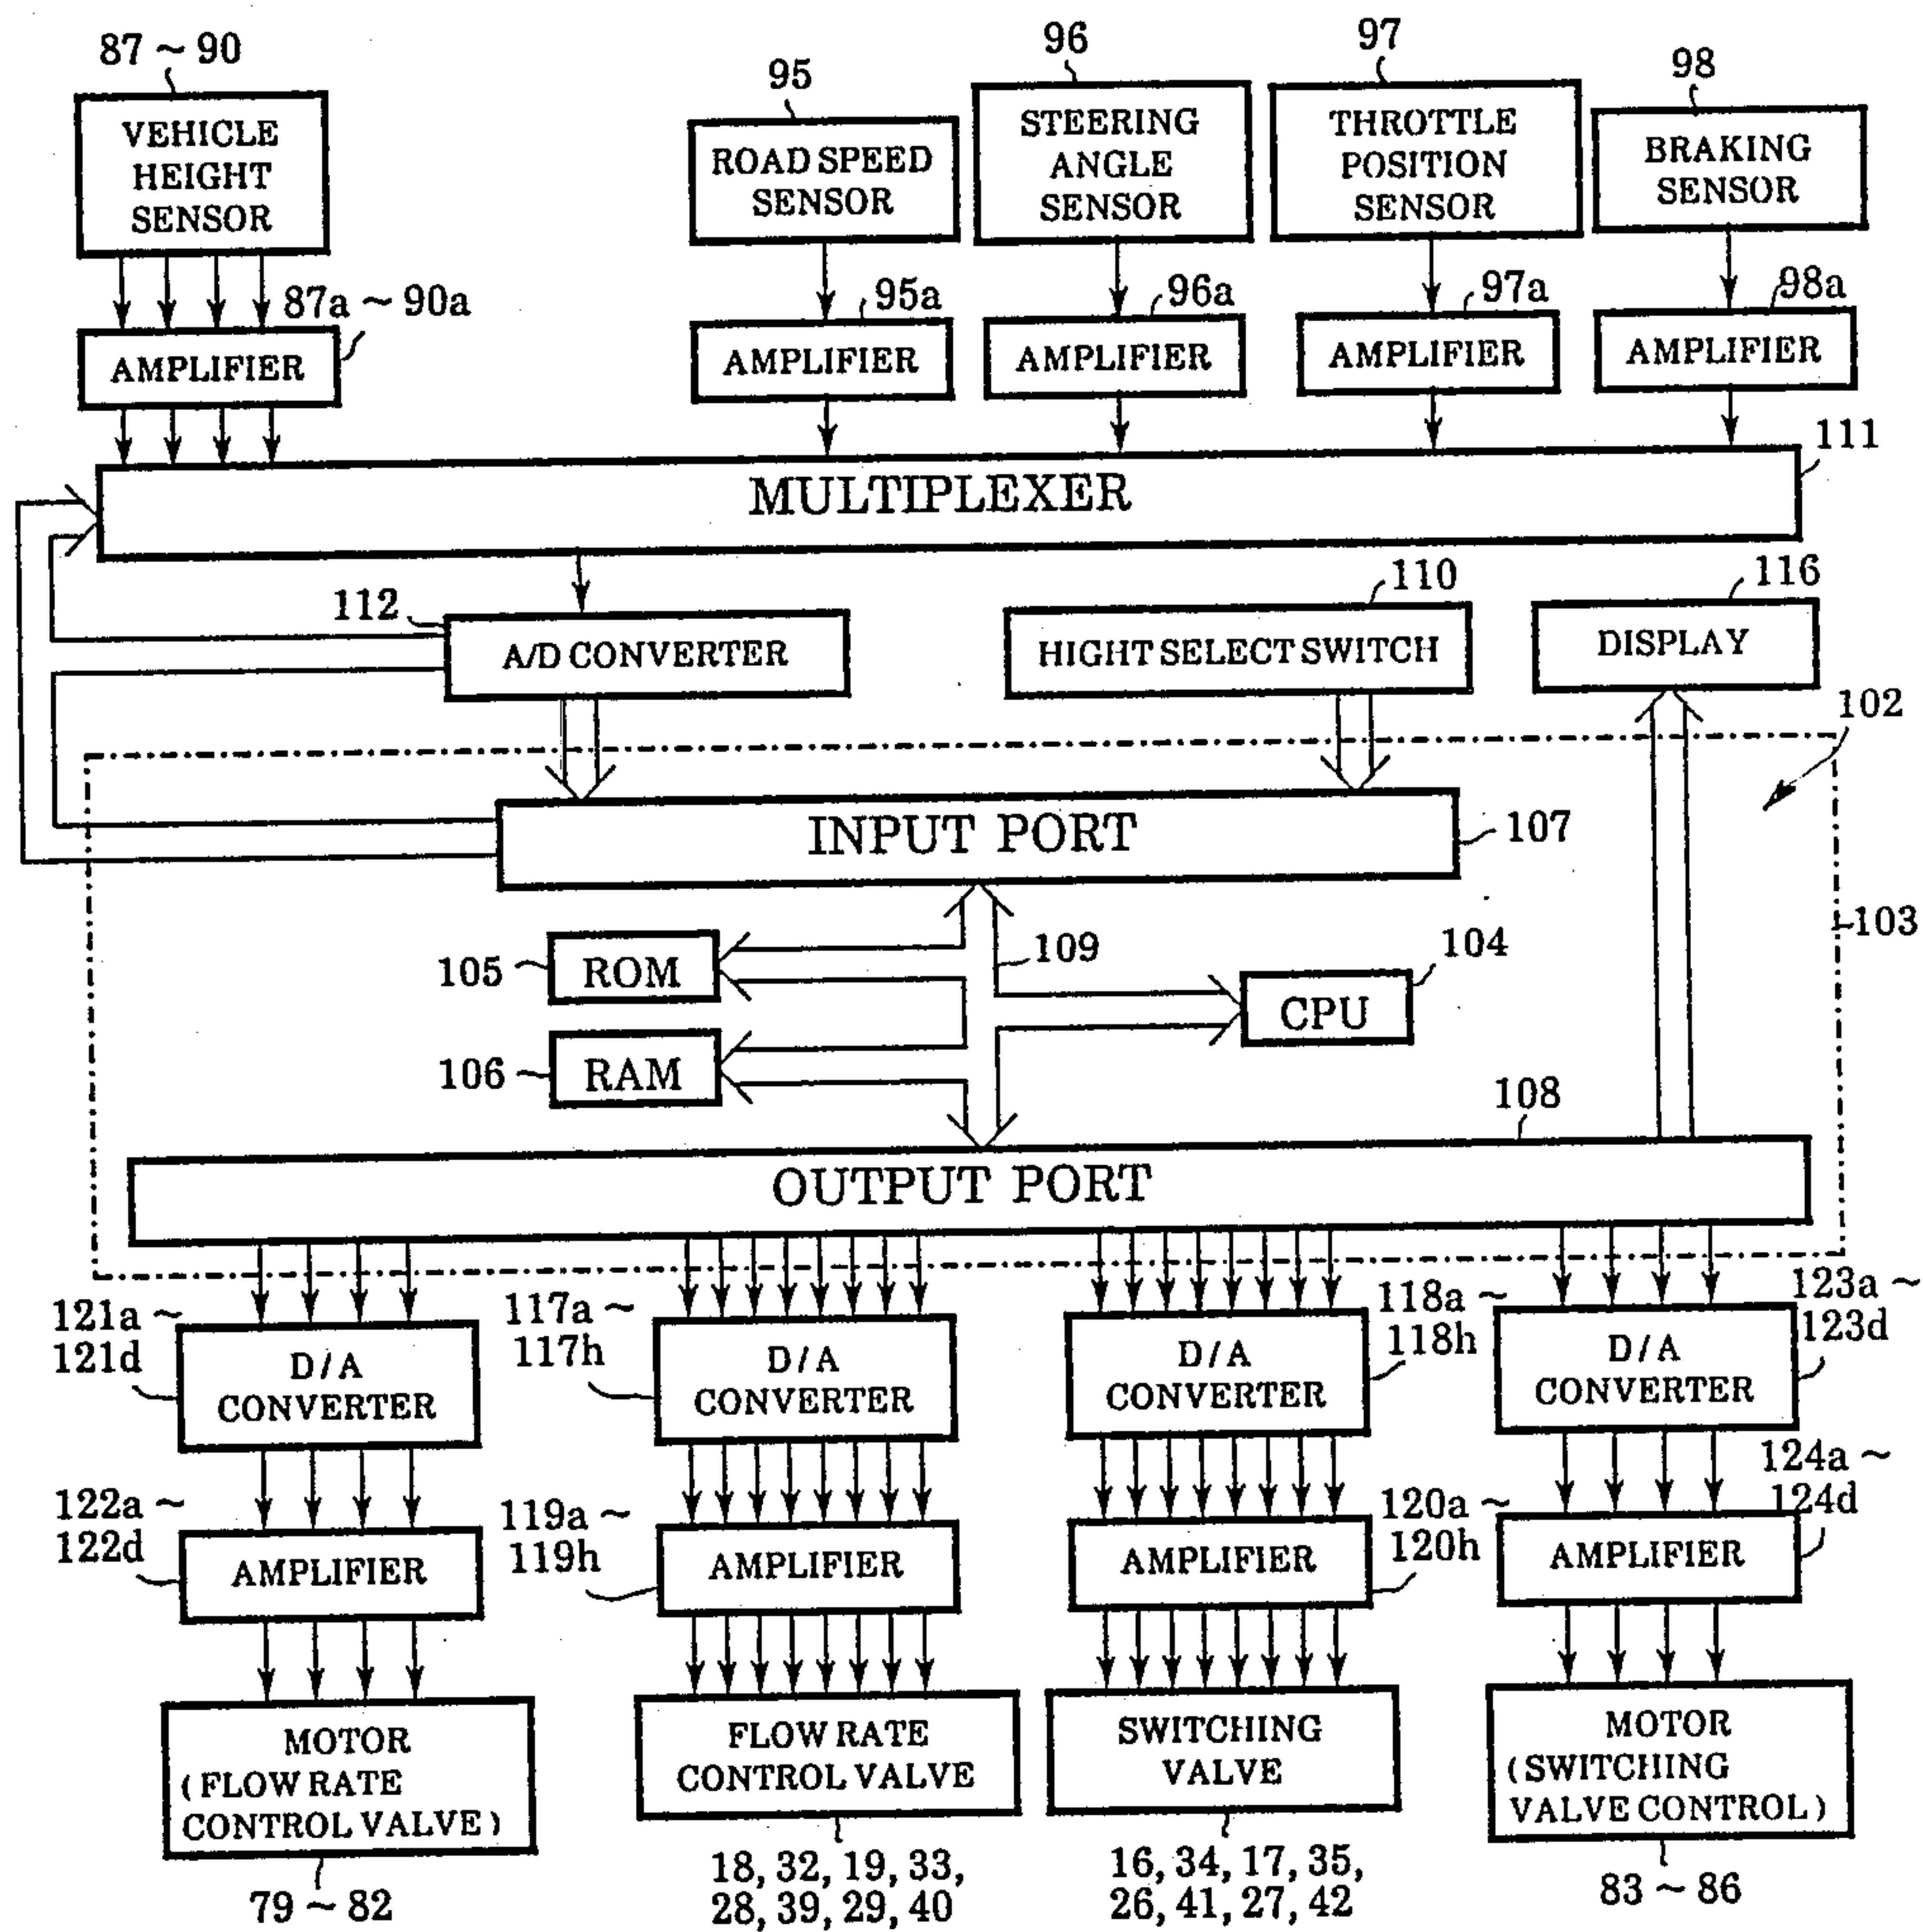 87 ~ 90
95
96
97
98
VEHICLE
HEIGHT
SENSOR
ROAD SPEED
SENSOR
STEERING
ANGLE
SENSOR
THROTTLE
POSITION
SENSOR
BRAKING
SENSOR
87a ~ 90a
95a
96a
97a
98a
AMPLIFIER
AMPLIFIER
AMPLIFIER
AMPLIFIER
AMPLIFIER
111
MULTIPLEXER
112
110
116
A/D CONVERTER
HIGHT SELECT SWITCH
DISPLAY
102
INPUT PORT
107
103
109
104
105
ROM
CPU
106
RAM
108
OUTPUT PORT
121a ~
121d
D/A
CONVERTER
117a ~
117h
D/A
CONVERTER
118a ~
118h
D/A
CONVERTER
123a ~
123d
D/A
CONVERTER
122a ~
122d
AMPLIFIER
119a ~
119h
AMPLIFIER
120a ~
120h
AMPLIFIER
124a ~
124d
AMPLIFIER
MOTOR
(FLOW RATE
CONTROL VALVE)
79 ~ 82
FLOW RATE
CONTROL VALVE
18, 32, 19, 33,
28, 39, 29, 40
SWITCHING
VALVE
16, 34, 17, 35,
26, 41, 27, 42
MOTOR
(SWITCHING
VALVE CONTROL)
83 ~ 86